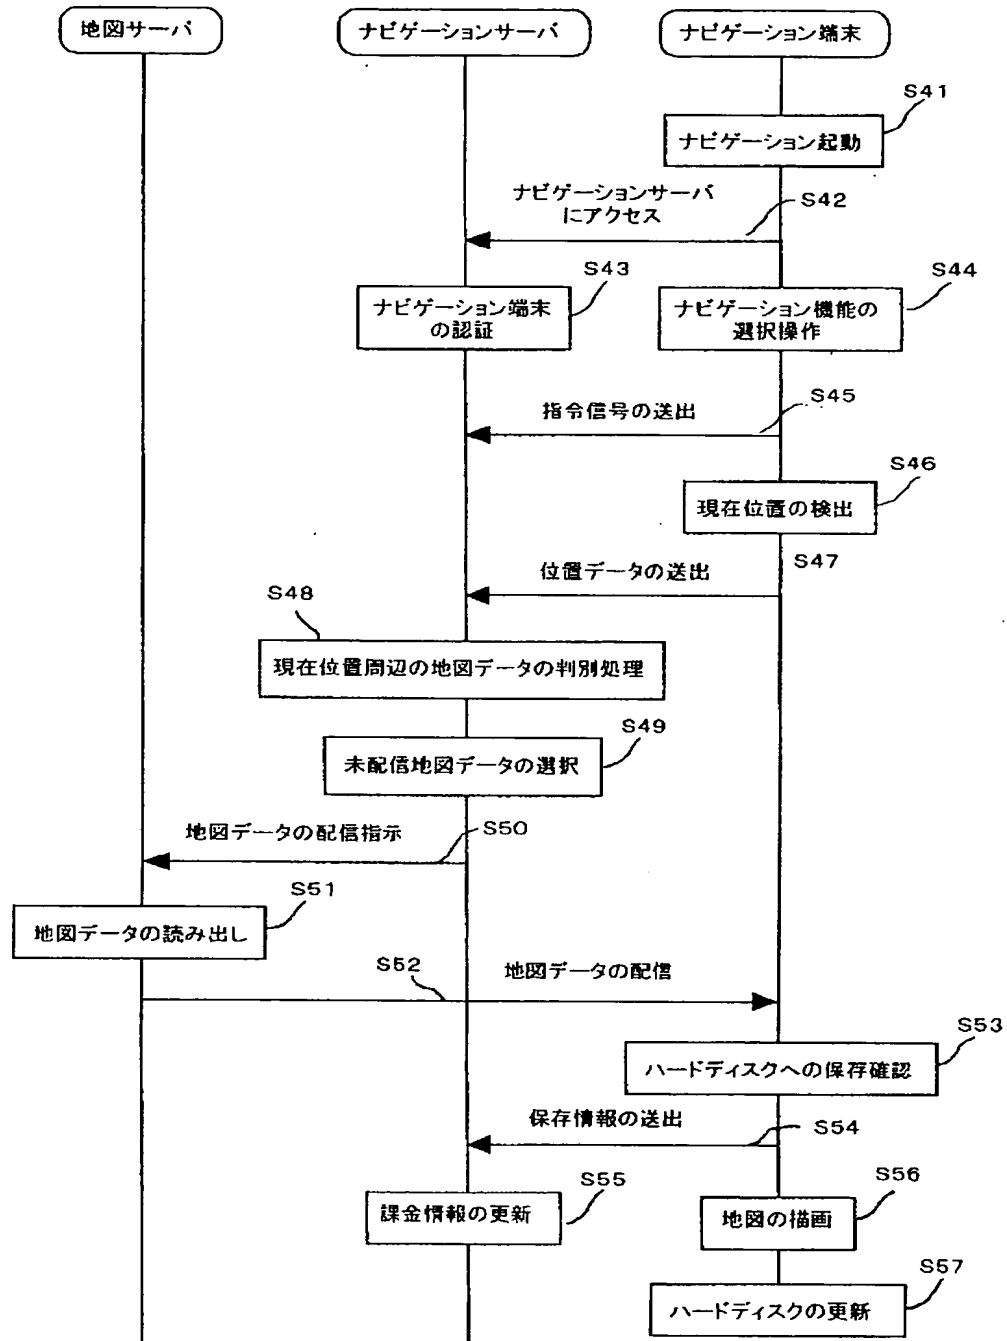 地図サーバ
ナビゲーションサーバ
ナビゲーション端末
S41
ナビゲーション起動
ナビゲーションサーバ
にアクセス
S42
S43
ナビゲーション端末
の認証
S44
ナビゲーション機能の
選択操作
指令信号の送出
S45
S46
現在位置の検出
S47
位置データの送出
S48
現在位置周辺の地図データの判別処理
S49
未配信地図データの選択
地図データの配信指示
S50
S51
地図データの読み出し
S52
地図データの配信
S53
ハードディスクへの保存確認
保存情報の送出
S54
S55
課金情報の更新
S56
地図の描画
S57
ハードディスクの更新